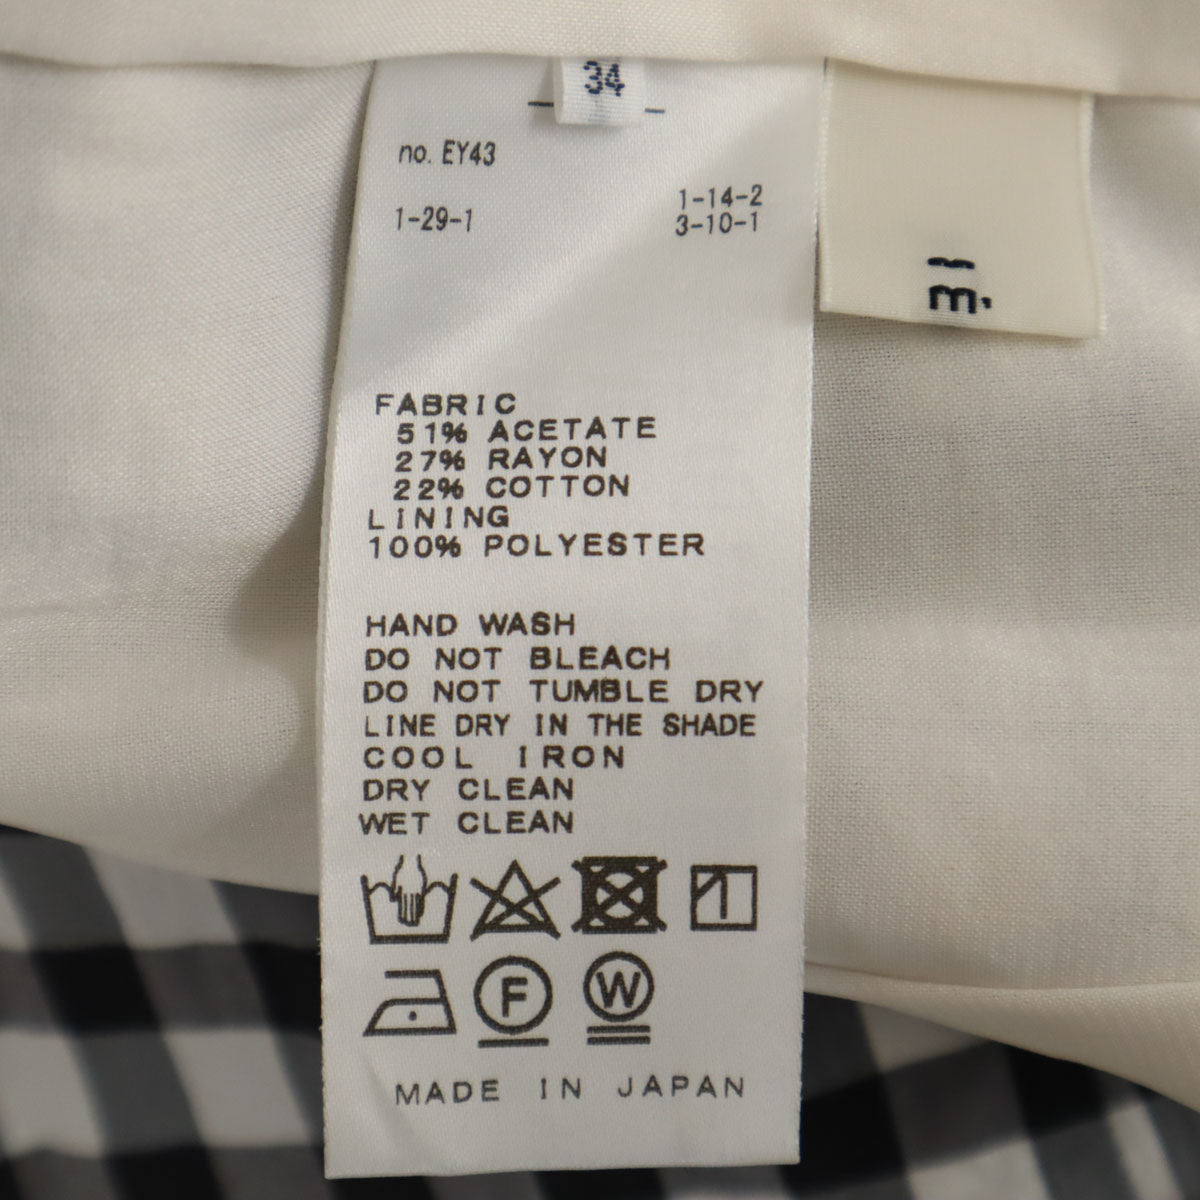 34
no. EY43
1-29-1
1-14-2
3-10-1
m.
FABRIC
51% ACETATE
27% RAYON
22% COTTON
LINING
100% POLYESTER
HAND WASH
DO NOT BLEACH
DO NOT TUMBLE DRY
LINE DRY IN THE SHADE
COOL IRON
DRY CLEAN
WET CLEAN
F
W
MADE IN JAPAN